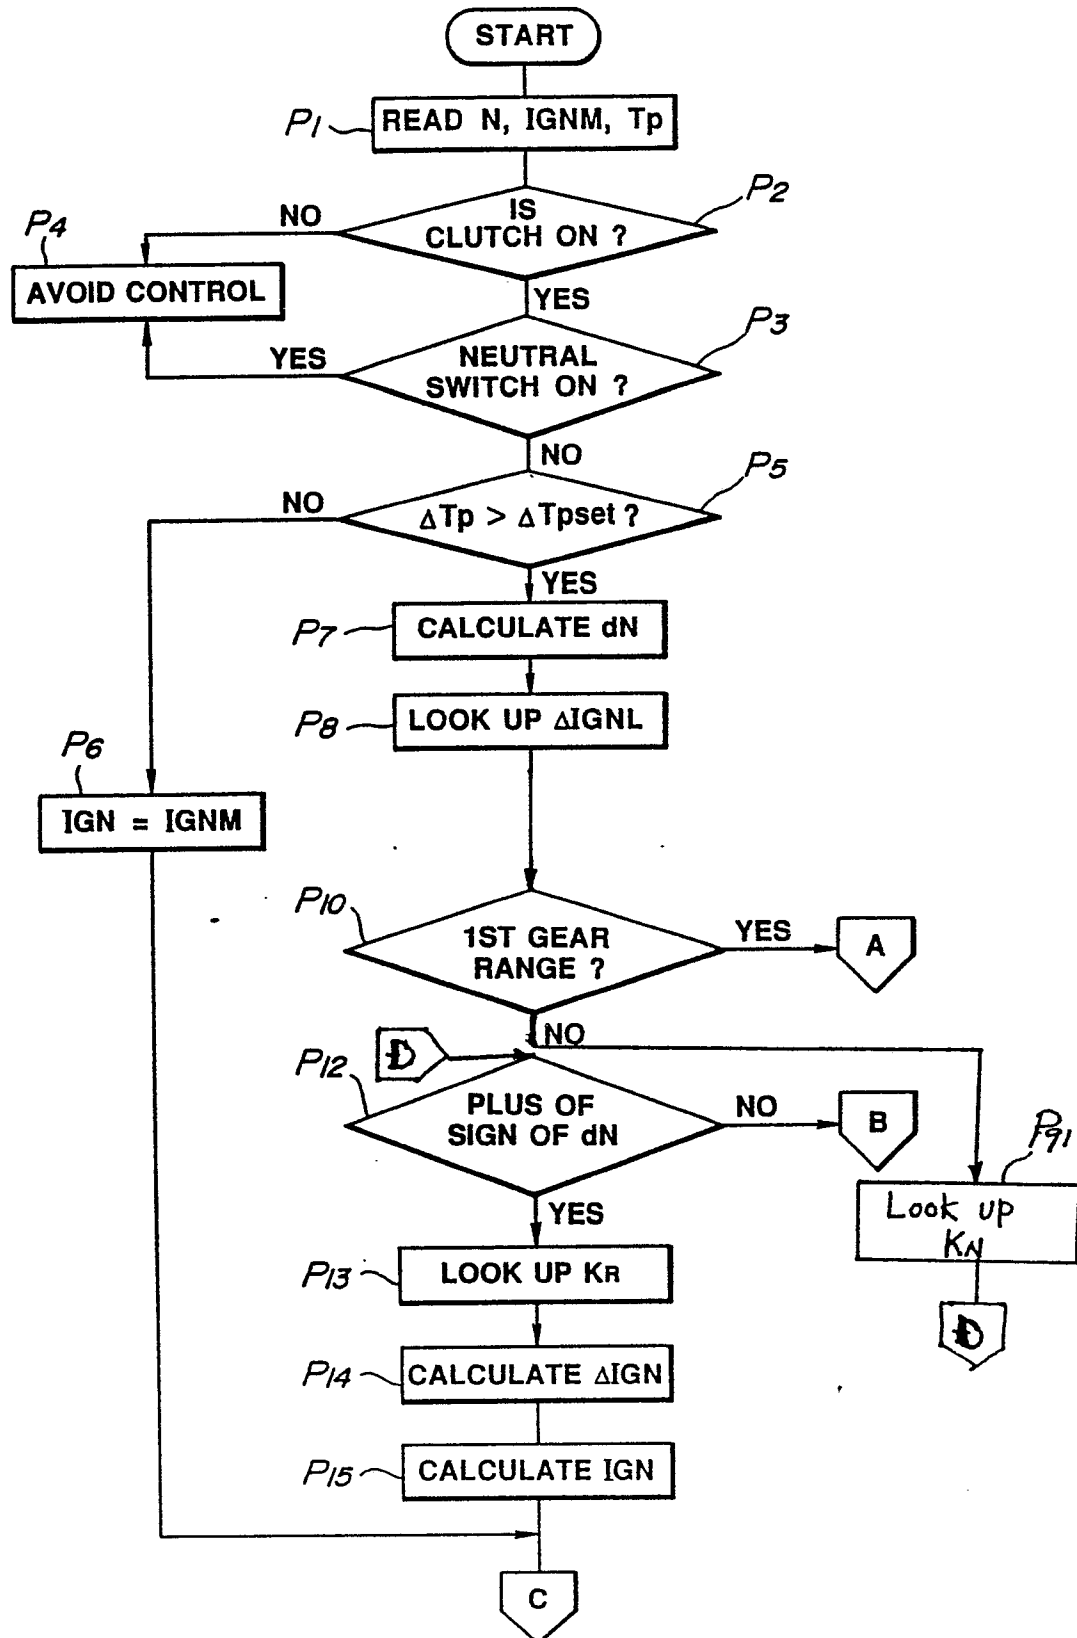 START
P1
READ N, IGNM, Tp
P2
IS
CLUTCH ON ?
NO
P4
AVOID CONTROL
YES
P3
NEUTRAL
SWITCH ON ?
YES
NO
P5
ΔTp > ΔTpset ?
NO
YES
P7
CALCULATE dN
P8
LOOK UP ΔIGNL
P6
IGN = IGNM
P10
1ST GEAR
RANGE ?
YES
A
NO
D
P12
PLUS OF
SIGN OF dN
NO
B
P91
Look up
KN
D
YES
P13
LOOK UP KR
P14
CALCULATE ΔIGN
P15
CALCULATE IGN
C